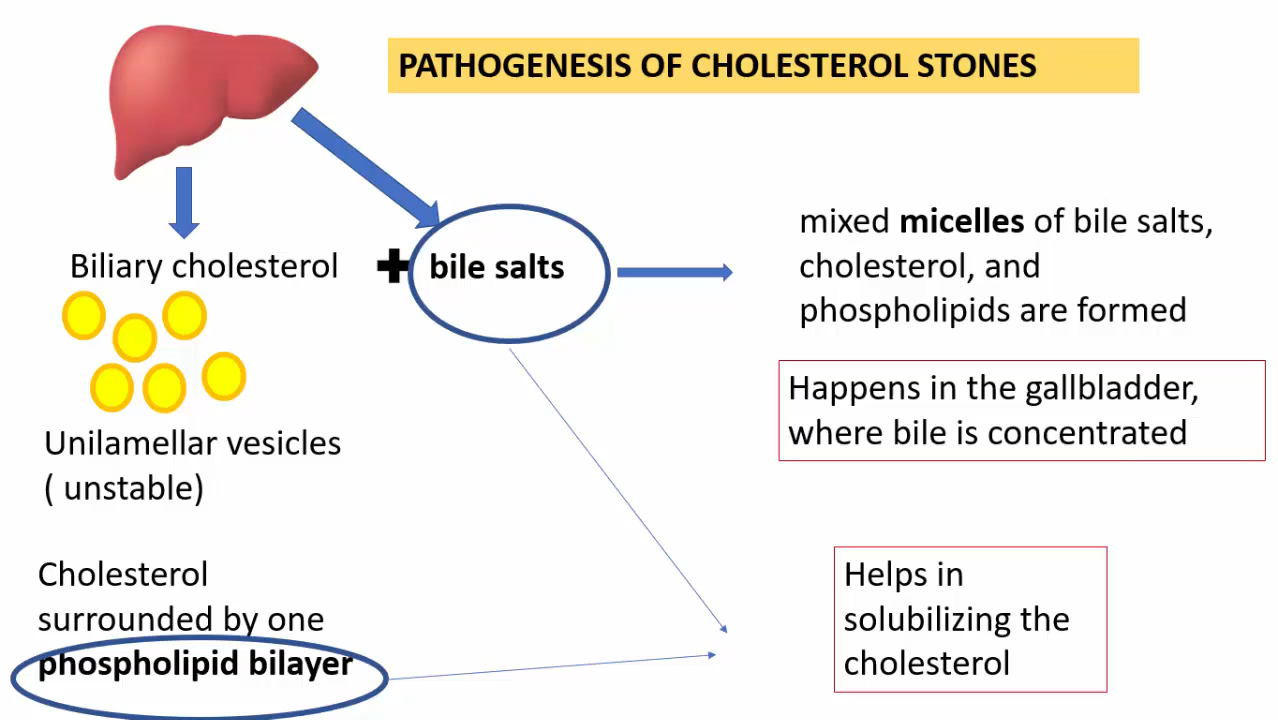 PATHOGENESIS OF CHOLESTEROL STONES
Biliary cholesterol
bile salts
mixed micelles of bile salts,
cholesterol, and
phospholipids are formed
Happens in the gallbladder,
where bile is concentrated
Unilamellar vesicles
( unstable)
Cholesterol
surrounded by one
phospholipid bilayer
Helps in
solubilizing the
cholesterol